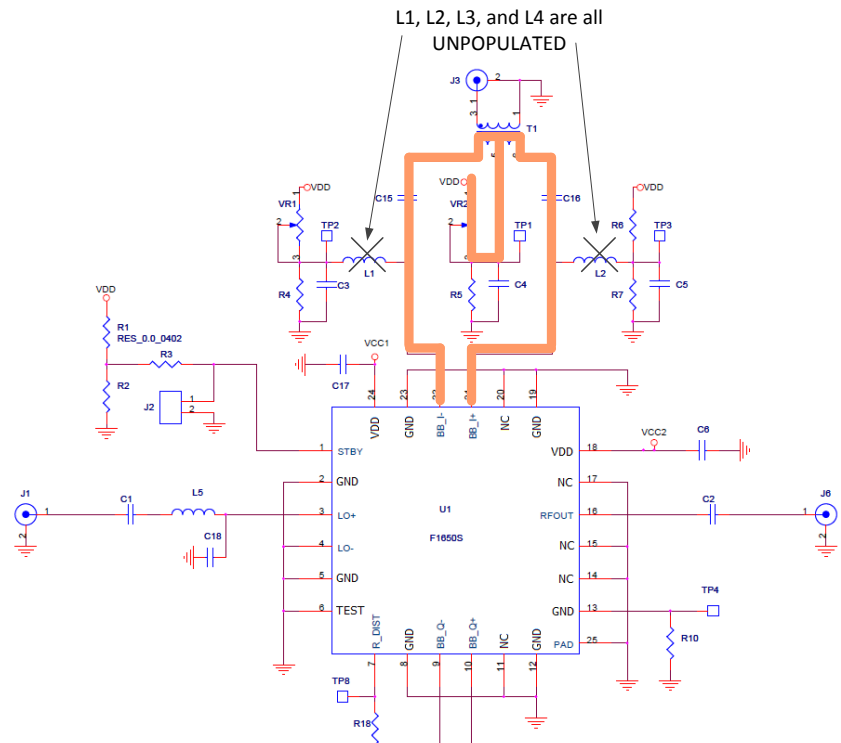 L1, L2, L3, and L4 are all
UNPOPULATED
J3
2
1
3
1
T1
VDD
VDD
VDD
C15
C16
VR1
2
1
3
TP2
VR2
2
TP1
R6
TP3
L1
L2
R4
C3
R5
C4
R7
C5
VDD
R1
RES_0.0_0402
R3
R2
J2
1
2
VCC1
C17
24
23
22
21
20
19
VDD
GND
BB_I-
BB_I+
NC
GND
1
STBY
2
GND
3
LO+
4
LO-
5
GND
6
TEST
U1
F1650S
VDD
18
NC
17
RFOUT
16
NC
15
NC
14
GND
13
PAD
25
VCC2
C6
J1
1
2
C1
L5
C18
C2
1
J6
2
TP4
R10
R_DIST
GND
BB_Q-
BB_Q+
NC
GND
7
8
9
10
11
12
TP8
R18